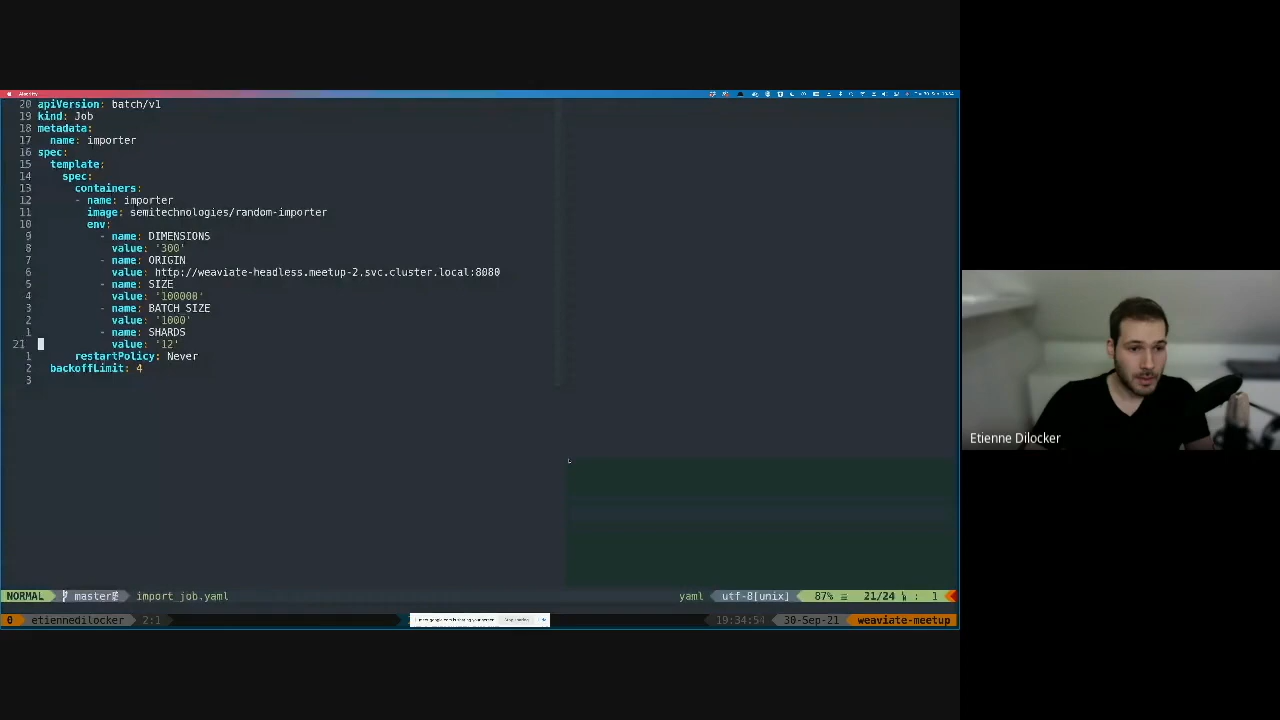 20 apiVersion: batch/v1
19 kind: Job
18 metadata:
17 name: importer
16 spec:
15 template:
14 spec:
13 containers:
12 - name: importer
11 image: semitechnologies/random-importer
10 env:
9 - name: DIMENSIONS
8 value: '300'
7 - name: ORIGIN
6 value: http://weaviate-headless.meetup-2.svc.cluster.local:8080
5 - name: SIZE
4 value: '100000'
3 - name: BATCH_SIZE
2 value: '1000'
1 - name: SHARDS
21 value: '12'
1 restartPolicy: Never
2 backoffLimit: 4
3
Etienne Dilocker
NORMAL master import_job.yaml yaml utf-8[unix] 87% 21/24 : 1
0 etiennedilocker 2:1 19:34:54 30-Sep-21 weaviate-meetup